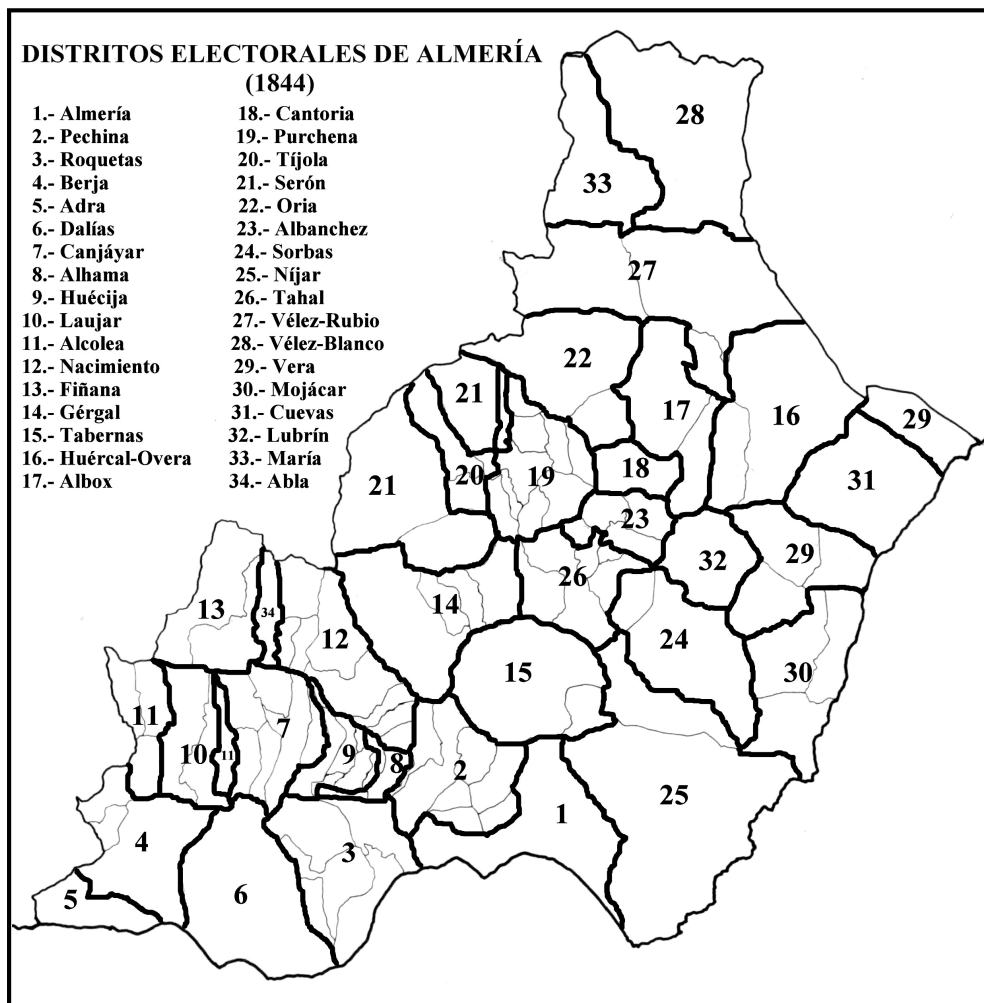 DISTRITOS ELECTORALES DE ALMERÍA
(1844)
1.- Almería
2.- Pechina
3.- Roquetas
4.- Berja
5.- Adra
6.- Dalías
7.- Canjáyar
8.- Alhama
9.- Huécija
10.- Laujar
11.- Alcolea
12.- Nacimiento
13.- Fiñana
14.- Gérgal
15.- Tabernas
16.- Huércal-Overa
17.- Albox
18.- Cantoria
19.- Purchena
20.- Tíjola
21.- Serón
22.- Oria
23.- Albanchez
24.- Sorbas
25.- Níjar
26.- Tahal
27.- Vélez-Rubio
28.- Vélez-Blanco
29.- Vera
30.- Mojácar
31.- Cuevas
32.- Lubrín
33.- María
34.- Abla
28
33
27
22
21
17
16
29
18
19
20
21
31
23
32
29
26
14
13
34
12
24
15
30
11
10
11
7
9
8
2
25
1
4
3
6
5